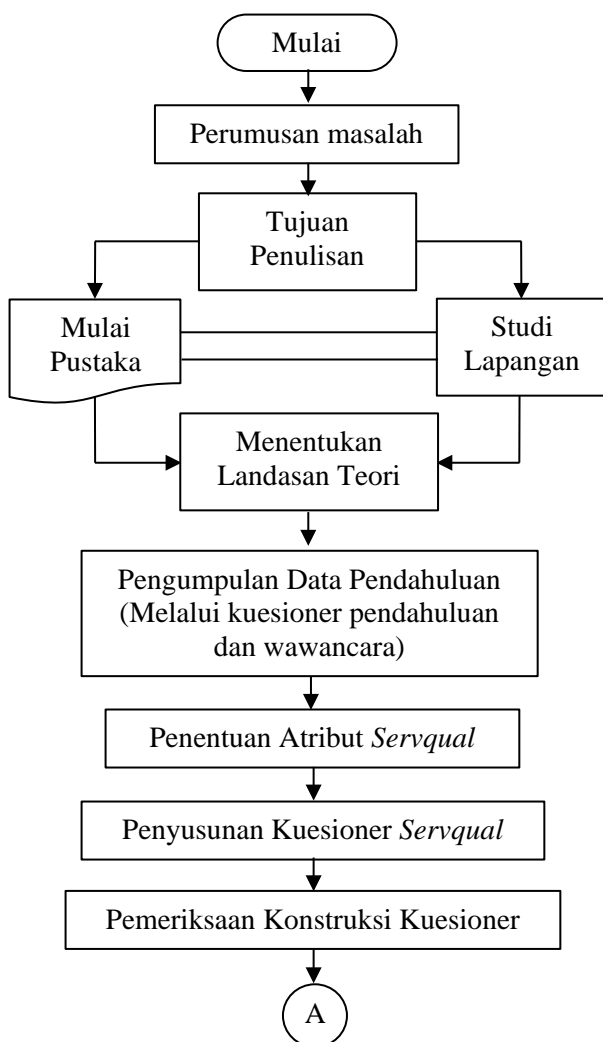 Mulai
Perumusan masalah
Tujuan
Penulisan
Mulai
Pustaka
Studi
Lapangan
Menentukan
Landasan Teori
Pengumpulan Data Pendahuluan
(Melalui kuesioner pendahuluan
dan wawancara)
Penentuan Atribut Servqual
Penyusunan Kuesioner Servqual
Pemeriksaan Konstruksi Kuesioner
A